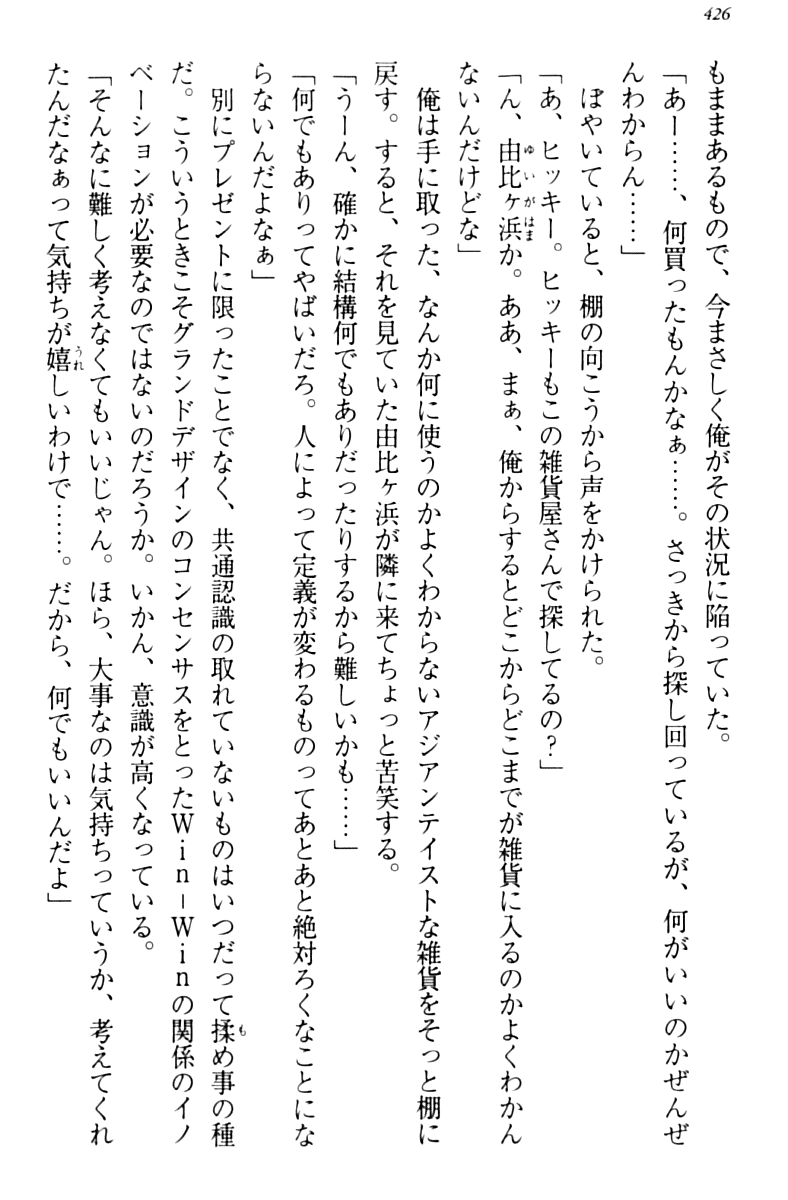 426
もままあるもので、今まさしく俺がその状況に陥っていた。
「あー……、何買ったもんかなぁ……。さっきから探し回っているが、何がいいのかぜんぜ
んわからん……」
ぼやいていると、棚の向こうから声をかけられた。
「あ、ヒッキー。ヒッキーもこの雑貨屋さんで探してるの？」
「ん、由比ヶ浜か。ああ、まぁ、俺からするとどこからどこまでが雑貨に入るのかよくわかん
ないんだけどな」
俺は手に取った、なんか何に使うのかよくわからないアジアンテイストな雑貨をそっと棚に
戻す。すると、それを見ていた由比ヶ浜が隣に来てちょっと苦笑する。
「うーん、確かに結構何でもありだったりするから難しいかも……」
「何でもありってやばいだろ。人によって定義が変わるものってあとあと絶対ろくなことにな
らないんだよなぁ」
別にプレゼントに限ったことでなく、共通認識の取れていないものはいつだって揉め事の種
だ。こういうときこそグランドデザインのコンセンサスをとったＷｉｎ−Ｗｉｎの関係のイノ
ベーションが必要なのではないのだろうか。いかん、意識が高くなっている。
「そんなに難しく考えなくてもいいじゃん。ほら、大事なのは気持ちっていうか、考えてくれ
たんだなぁって気持ちが嬉しいわけで……。だから、何でもいいんだよ」